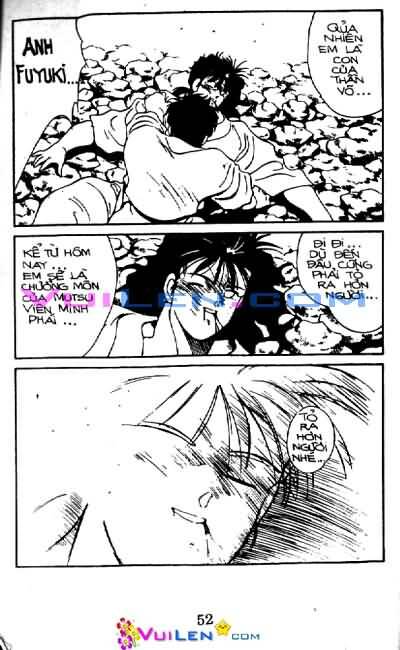 ANH
FUYUKI...
QỦA
NHIÊN
EM LÀ
CON
CỦA
THẦN
VÕ...
KỂ TỪ HÔM
NAY...
EM SẼ LÀ
CHƯỞNG MÔN
CỦA MUTSU
VIÊN MINH
PHÁI...
ĐI ĐI...
DÙ ĐẾN
ĐÂU CŨNG
PHẢI TỎ
RA HƠN
NGƯỜI...
VUILEN.COM
TỎ
RA
HƠN
NGƯỜI
NHÉ...
52
VUILEN.COM